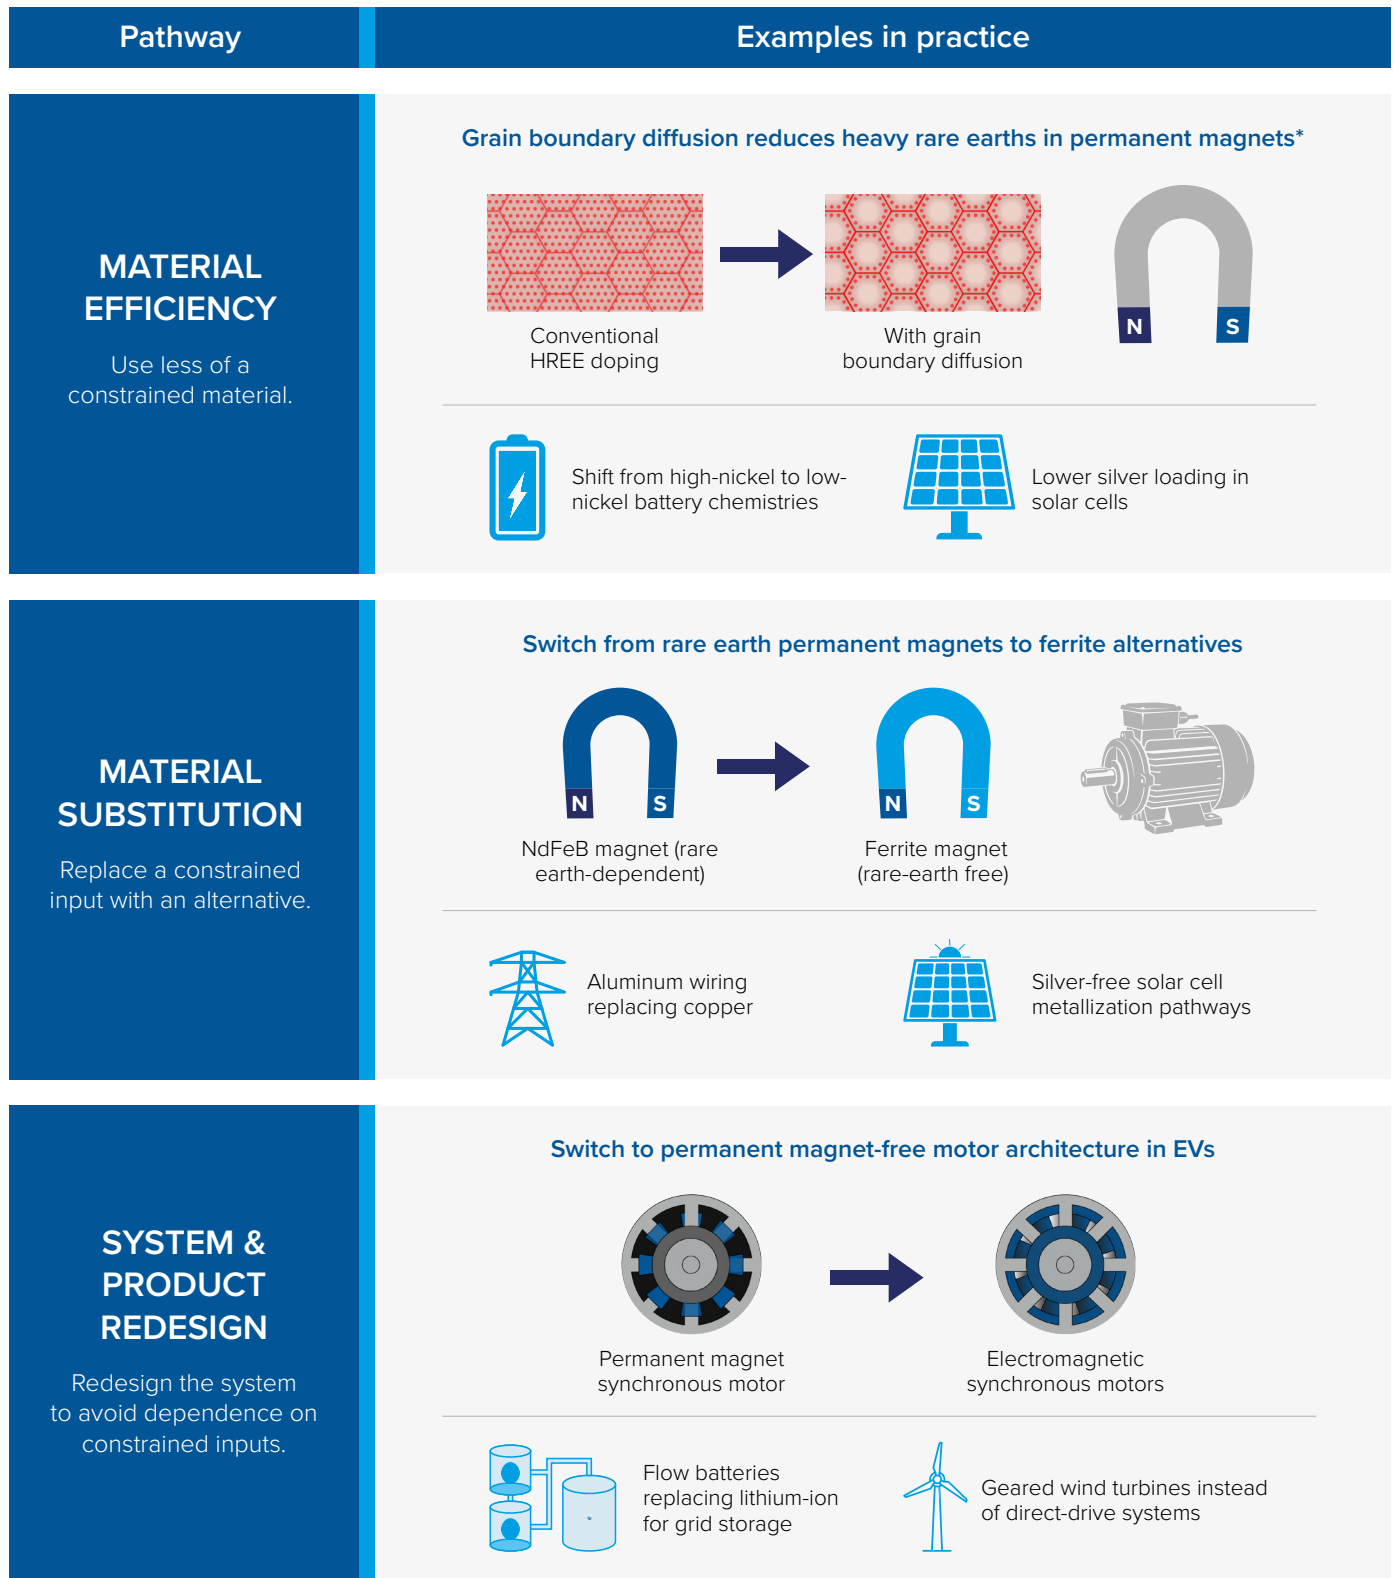 Pathway
Examples in practice
MATERIAL
EFFICIENCY
Use less of a
constrained material.
Grain boundary diffusion reduces heavy rare earths in permanent magnets*
Conventional
HREE doping
With grain
boundary diffusion
N
S
Shift from high-nickel to low-
nickel battery chemistries
Lower silver loading in
solar cells
MATERIAL
SUBSTITUTION
Replace a constrained
input with an alternative.
Switch from rare earth permanent magnets to ferrite alternatives
N
S
NdFeB magnet (rare
earth-dependent)
N
S
Ferrite magnet
(rare-earth free)
Aluminum wiring
replacing copper
Silver-free solar cell
metallization pathways
SYSTEM &
PRODUCT
REDESIGN
Redesign the system
to avoid dependence on
constrained inputs.
Switch to permanent magnet-free motor architecture in EVs
Permanent magnet
synchronous motor
Electromagnetic
synchronous motors
Flow batteries
replacing lithium-ion
for grid storage
Geared wind turbines instead
of direct-drive systems